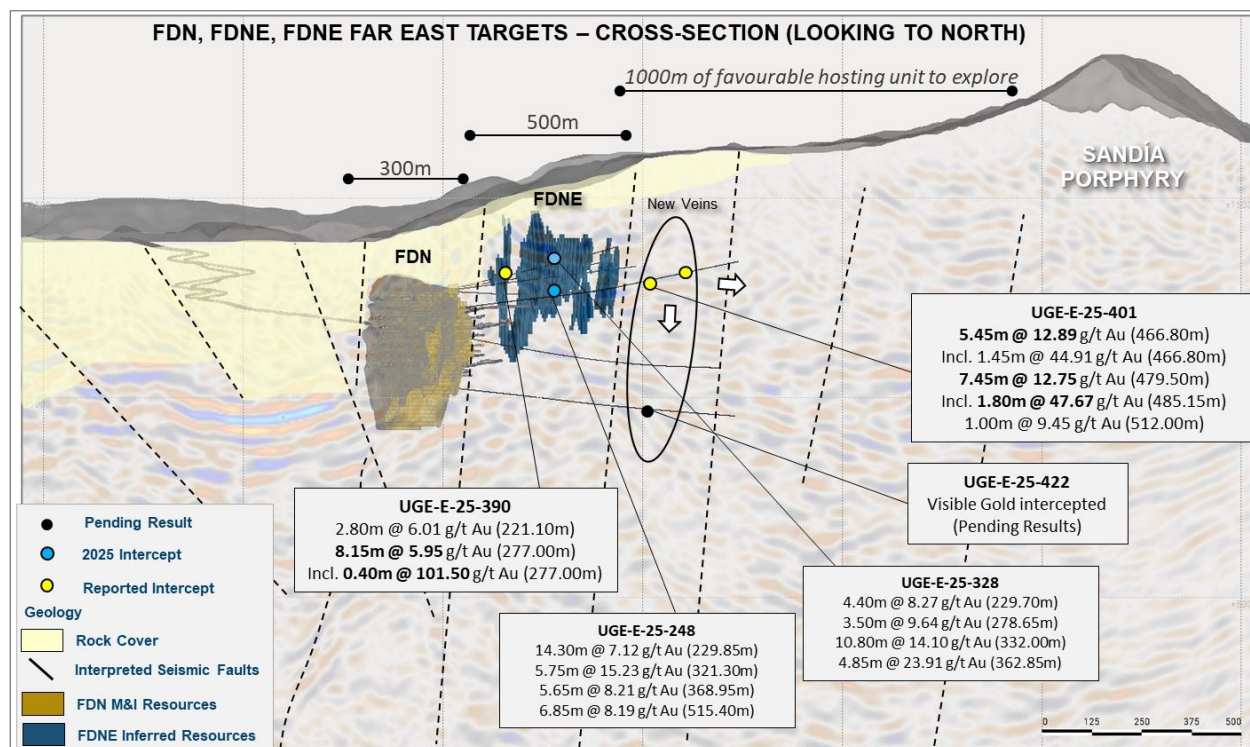 FDN, FDNE, FDNE FAR EAST TARGETS – CROSS-SECTION (LOOKING TO NORTH)
1000m of favourable hosting unit to explore
500m
300m
SANDÍA
PORPHYRY
FDNE
New Veins
FDN
UGE-E-25-401
5.45m @ 12.89 g/t Au (466.80m)
Incl. 1.45m @ 44.91 g/t Au (466.80m)
7.45m @ 12.75 g/t Au (479.50m)
Incl. 1.80m @ 47.67 g/t Au (485.15m)
1.00m @ 9.45 g/t Au (512.00m)
UGE-E-25-422
Visible Gold intercepted
(Pending Results)
UGE-E-25-390
2.80m @ 6.01 g/t Au (221.10m)
8.15m @ 5.95 g/t Au (277.00m)
Incl. 0.40m @ 101.50 g/t Au (277.00m)
UGE-E-25-328
4.40m @ 8.27 g/t Au (229.70m)
3.50m @ 9.64 g/t Au (278.65m)
10.80m @ 14.10 g/t Au (332.00m)
4.85m @ 23.91 g/t Au (362.85m)
UGE-E-25-248
14.30m @ 7.12 g/t Au (229.85m)
5.75m @ 15.23 g/t Au (321.30m)
5.65m @ 8.21 g/t Au (368.95m)
6.85m @ 8.19 g/t Au (515.40m)
Pending Result
2025 Intercept
Reported Intercept
Geology
Rock Cover
Interpreted Seismic Faults
FDN M&I Resources
FDNE Inferred Resources
0 125 250 375 500